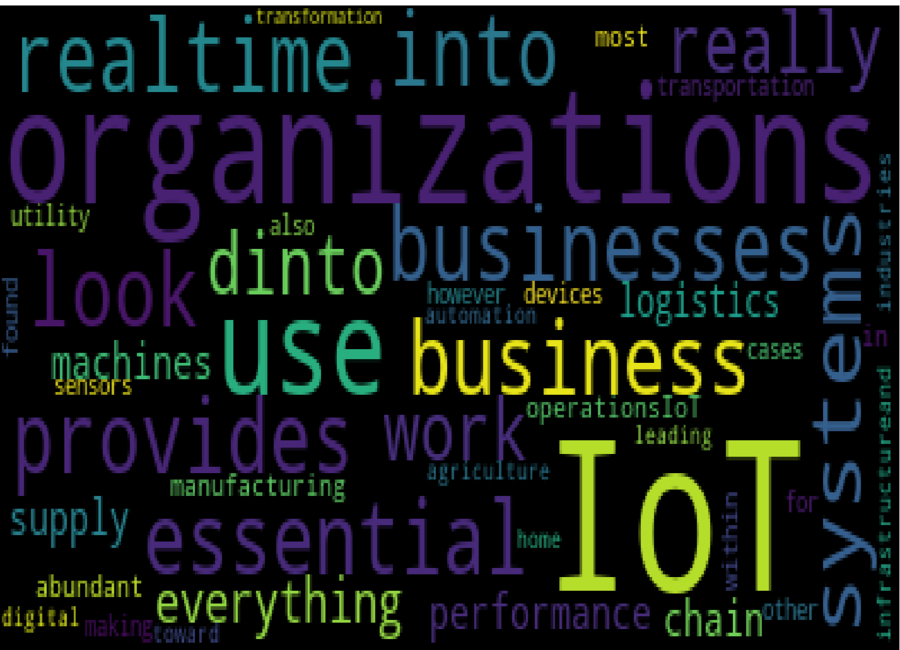 transformation
realtime into most really
transportation
organizations
utility also businesses systems industries
look dinto
found however devices logistics
automation in
machines use business cases
sensors
provides work operationsIoT
leading
agriculture IoT
manufacturing
supply essential home within for infrastructureand
abundant everything performance chain other
digital making toward